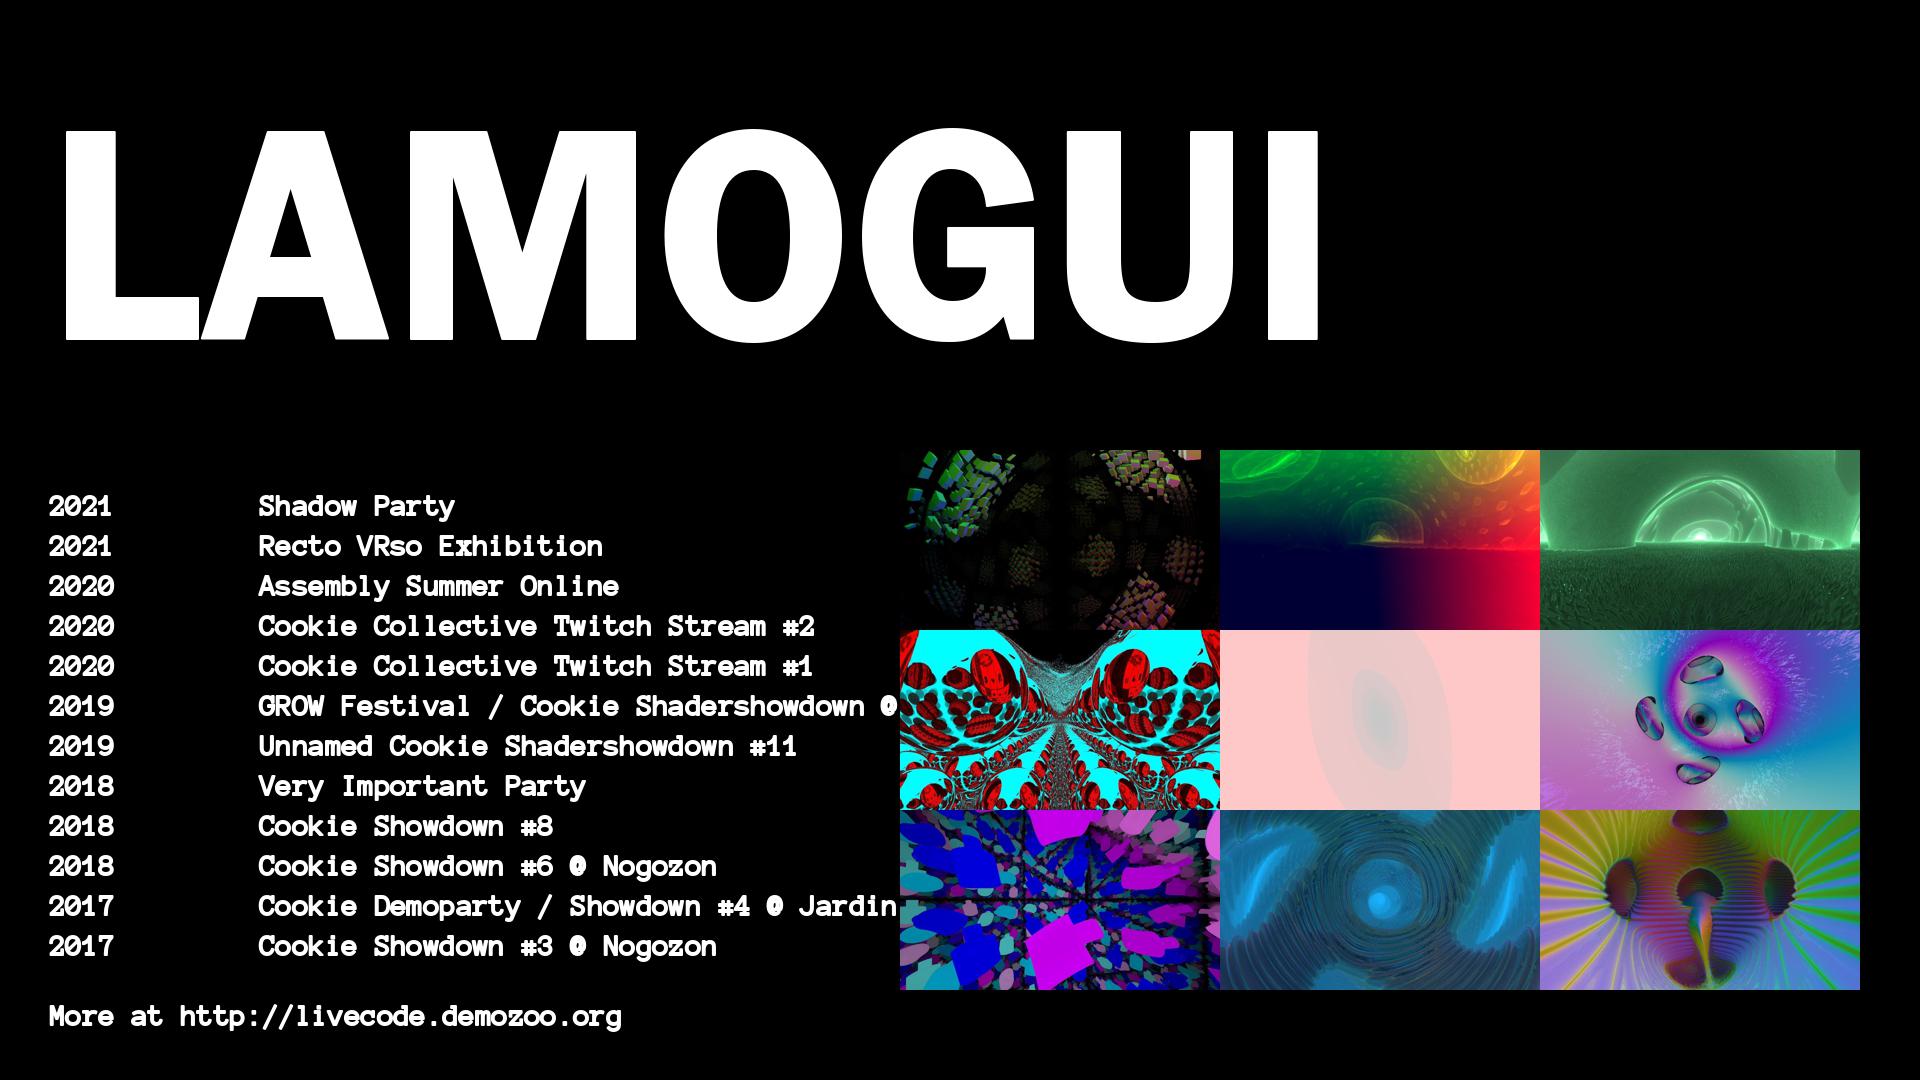 LAMOGUI
2021 Shadow Party
2021 Recto VRso Exhibition
2020 Assembly Summer Online
2020 Cookie Collective Twitch Stream #2
2020 Cookie Collective Twitch Stream #1
2019 GROW Festival / Cookie Shadershowdown @
2019 Unnamed Cookie Shadershowdown #11
2018 Very Important Party
2018 Cookie Showdown #8
2018 Cookie Showdown #6 @ Nogozon
2017 Cookie Demoparty / Showdown #4 @ Jardin
2017 Cookie Showdown #3 @ Nogozon
More at http://livecode.demozoo.org